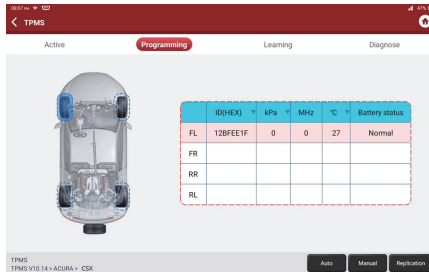 TPMS
Active Programming Learning Diagnose
ID(HEX) kPa MHz °C Battery status
FL 12BFEE1F 0 0 27 Normal
FR
RR
RL
TPMS
TPMS V10.14 > ACURA > CSX
Auto Manual Replication